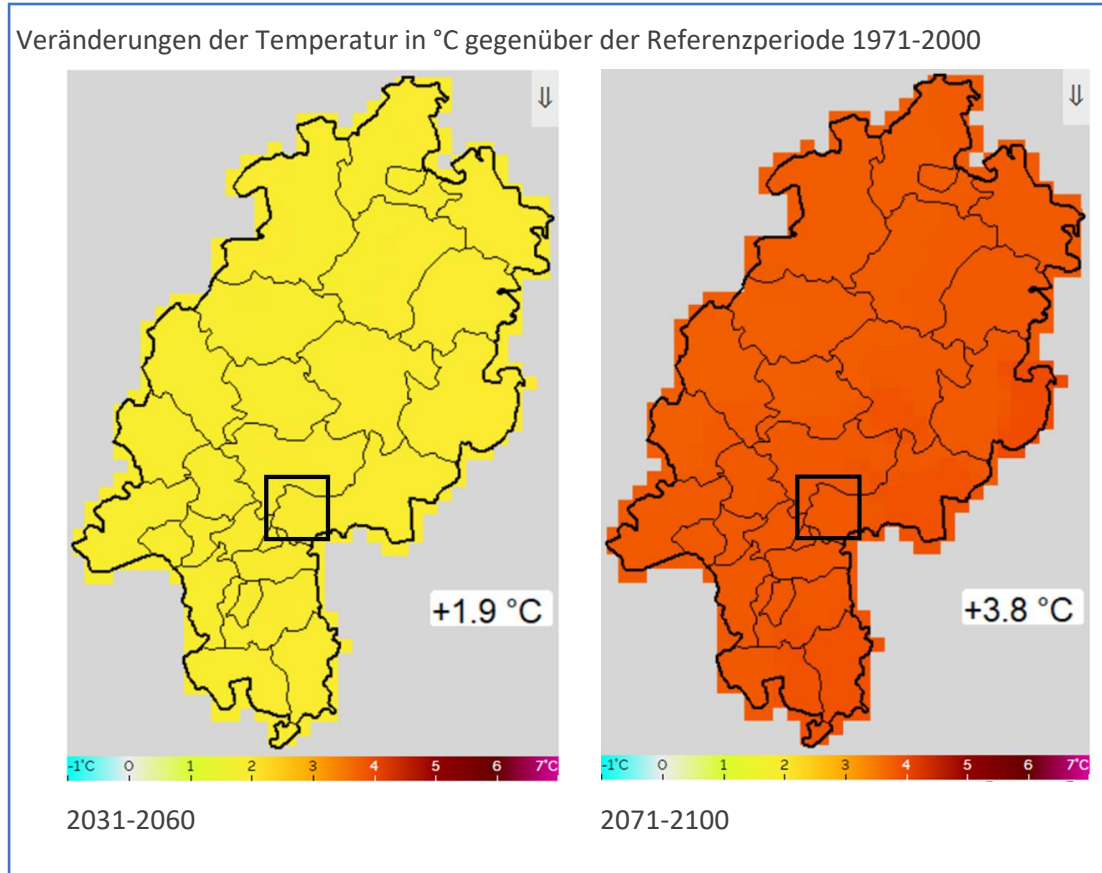 Veränderungen der Temperatur in °C gegenüber der Referenzperiode 1971-2000
⇓
⇓
+1.9 °C
+3.8 °C
-1°C 0 1 2 3 4 5 6 7°C
-1°C 0 1 2 3 4 5 6 7°C
2031-2060
2071-2100